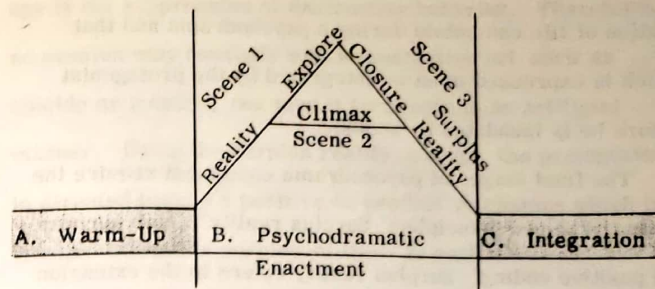 Scene 1
Explore
Reality
Climax
Scene 2
Closure
Scene 3
Surplus
Reality
A. Warm-Up
B. Psychodramatic
Enactment
C. Integration